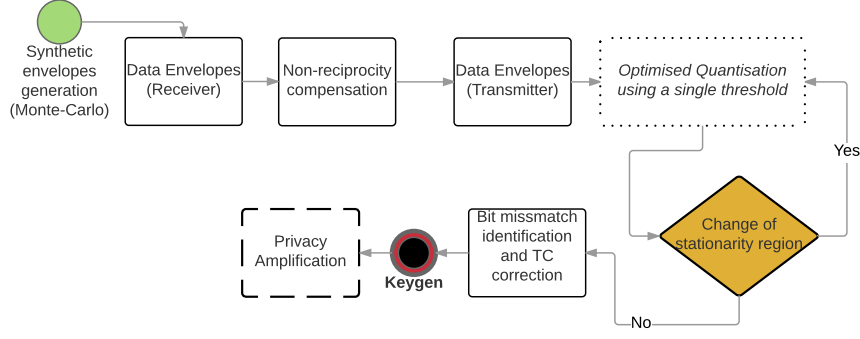 Synthetic
envelopes
generation
(Monte-Carlo)
Data Envelopes
(Receiver)
Non-reciprocity
compensation
Data Envelopes
(Transmitter)
Optimised Quantisation
using a single threshold
Yes
Change of
stationarity region
No
Bit missmatch
identification
and TC
correction
Keygen
Privacy
Amplification